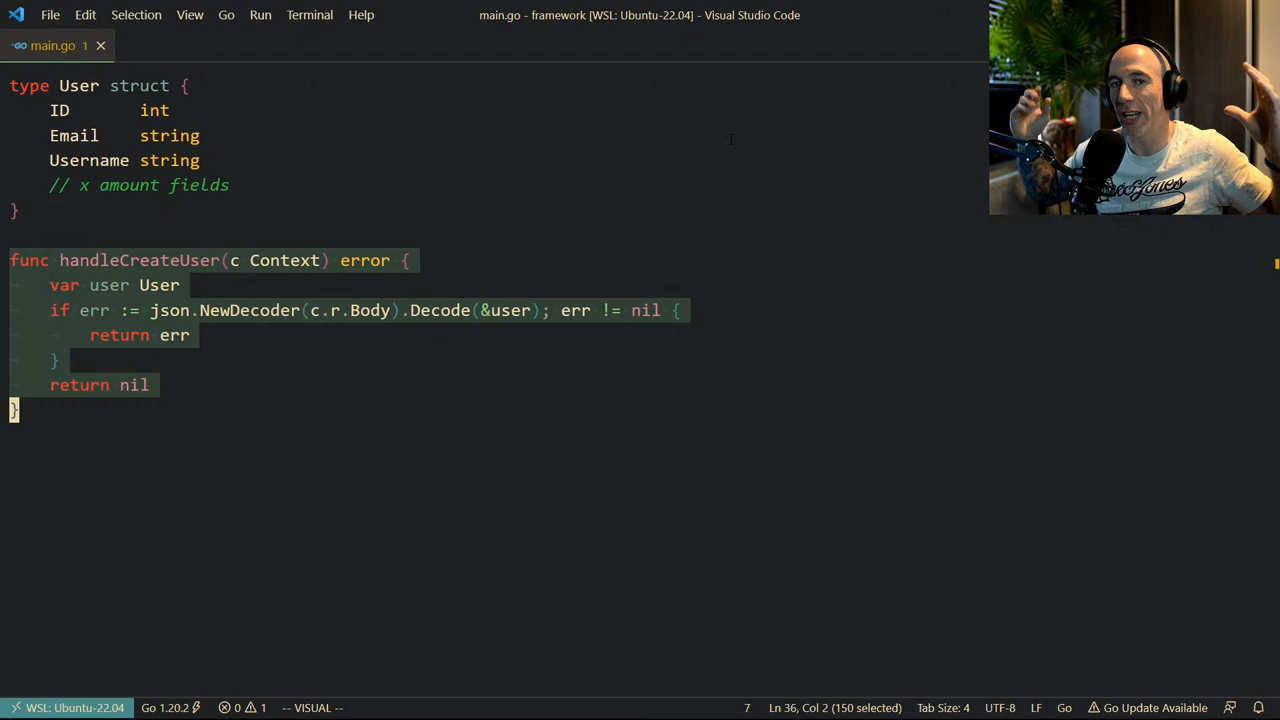 File Edit Selection View Go Run Terminal Help
main.go - framework [WSL: Ubuntu-22.04] - Visual Studio Code
GO main.go 1
type User struct {
ID int
Email string
Username string
// x amount fields
}
func handleCreateUser(c Context) error {
var user User
if err := json.NewDecoder(c.r.Body).Decode(&user); err != nil {
return err
}
return nil
}
WSL: Ubuntu-22.04 Go 1.20.2 0 1 -- VISUAL -- 7 Ln 36, Col 2 (150 selected) Tab Size: 4 UTF-8 LF Go Go Update Available